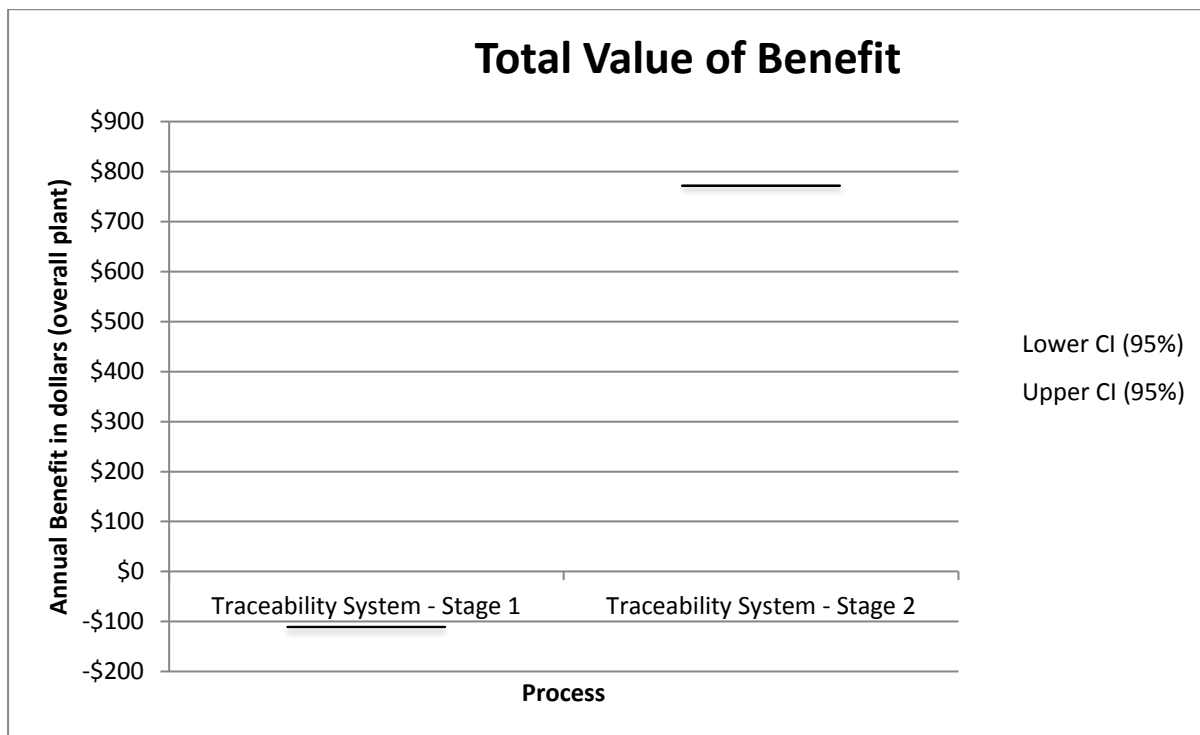 Total Value of Benefit
Annual Benefit in dollars (overall plant)
$900
$800
$700
$600
$500
$400
$300
$200
$100
$0
-$100
-$200
Traceability System - Stage 1
Traceability System - Stage 2
Process
Lower CI (95%)
Upper CI (95%)